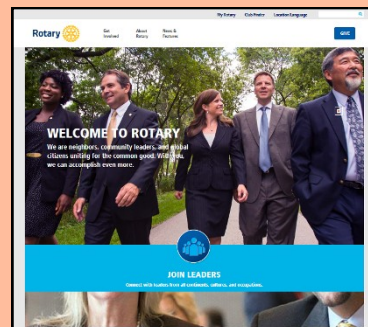 My Rotary Club Finder Location/Language
Rotary
Get Involved
About Rotary
News & Features
GIVE
WELCOME TO ROTARY
We are neighbors, community leaders, and global
citizens uniting for the common good. With you,
we can accomplish even more.
JOIN LEADERS
Connect with leaders from all continents, cultures, and occupations.